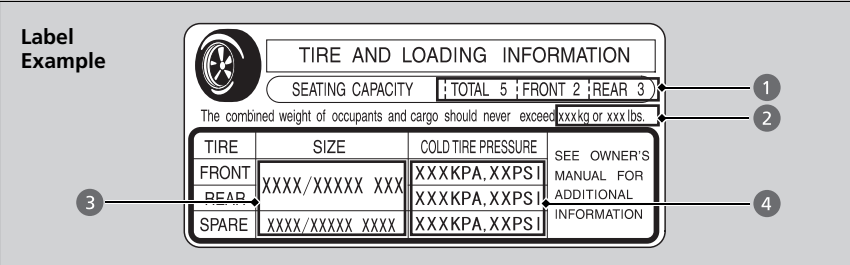 Label
Example
TIRE AND LOADING INFORMATION
SEATING CAPACITY TOTAL 5 FRONT 2 REAR 3
1
The combined weight of occupants and cargo should never exceed xxxkg or xxx lbs.
2
TIRE SIZE COLD TIRE PRESSURE
SEE OWNER'S
MANUAL FOR
ADDITIONAL
INFORMATION
FRONT XXXX/XXXXX XXX XXXKPA,XXPSI
REAR XXXKPA,XXPSI
SPARE XXXX/XXXXX XXXX XXXKPA,XXPSI
3
4